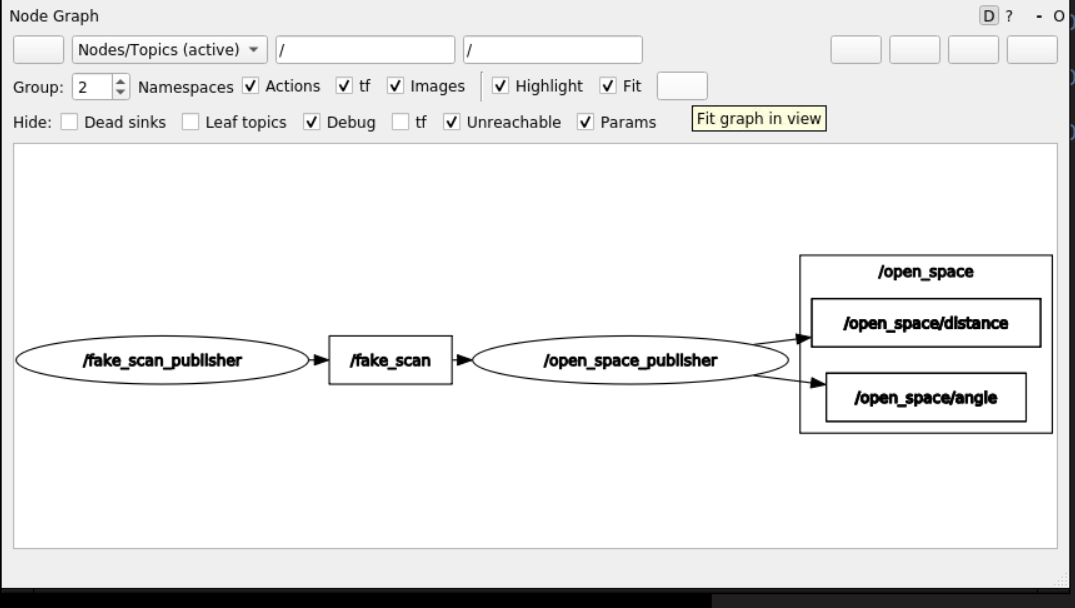 Node Graph D ? - O
Nodes/Topics (active) / /
Group: 2 Namespaces Actions tf Images Highlight Fit
Hide: Dead sinks Leaf topics Debug tf Unreachable Params
Fit graph in view
/open_space
/open_space/distance
/fake_scan_publisher /fake_scan /open_space_publisher
/open_space/angle